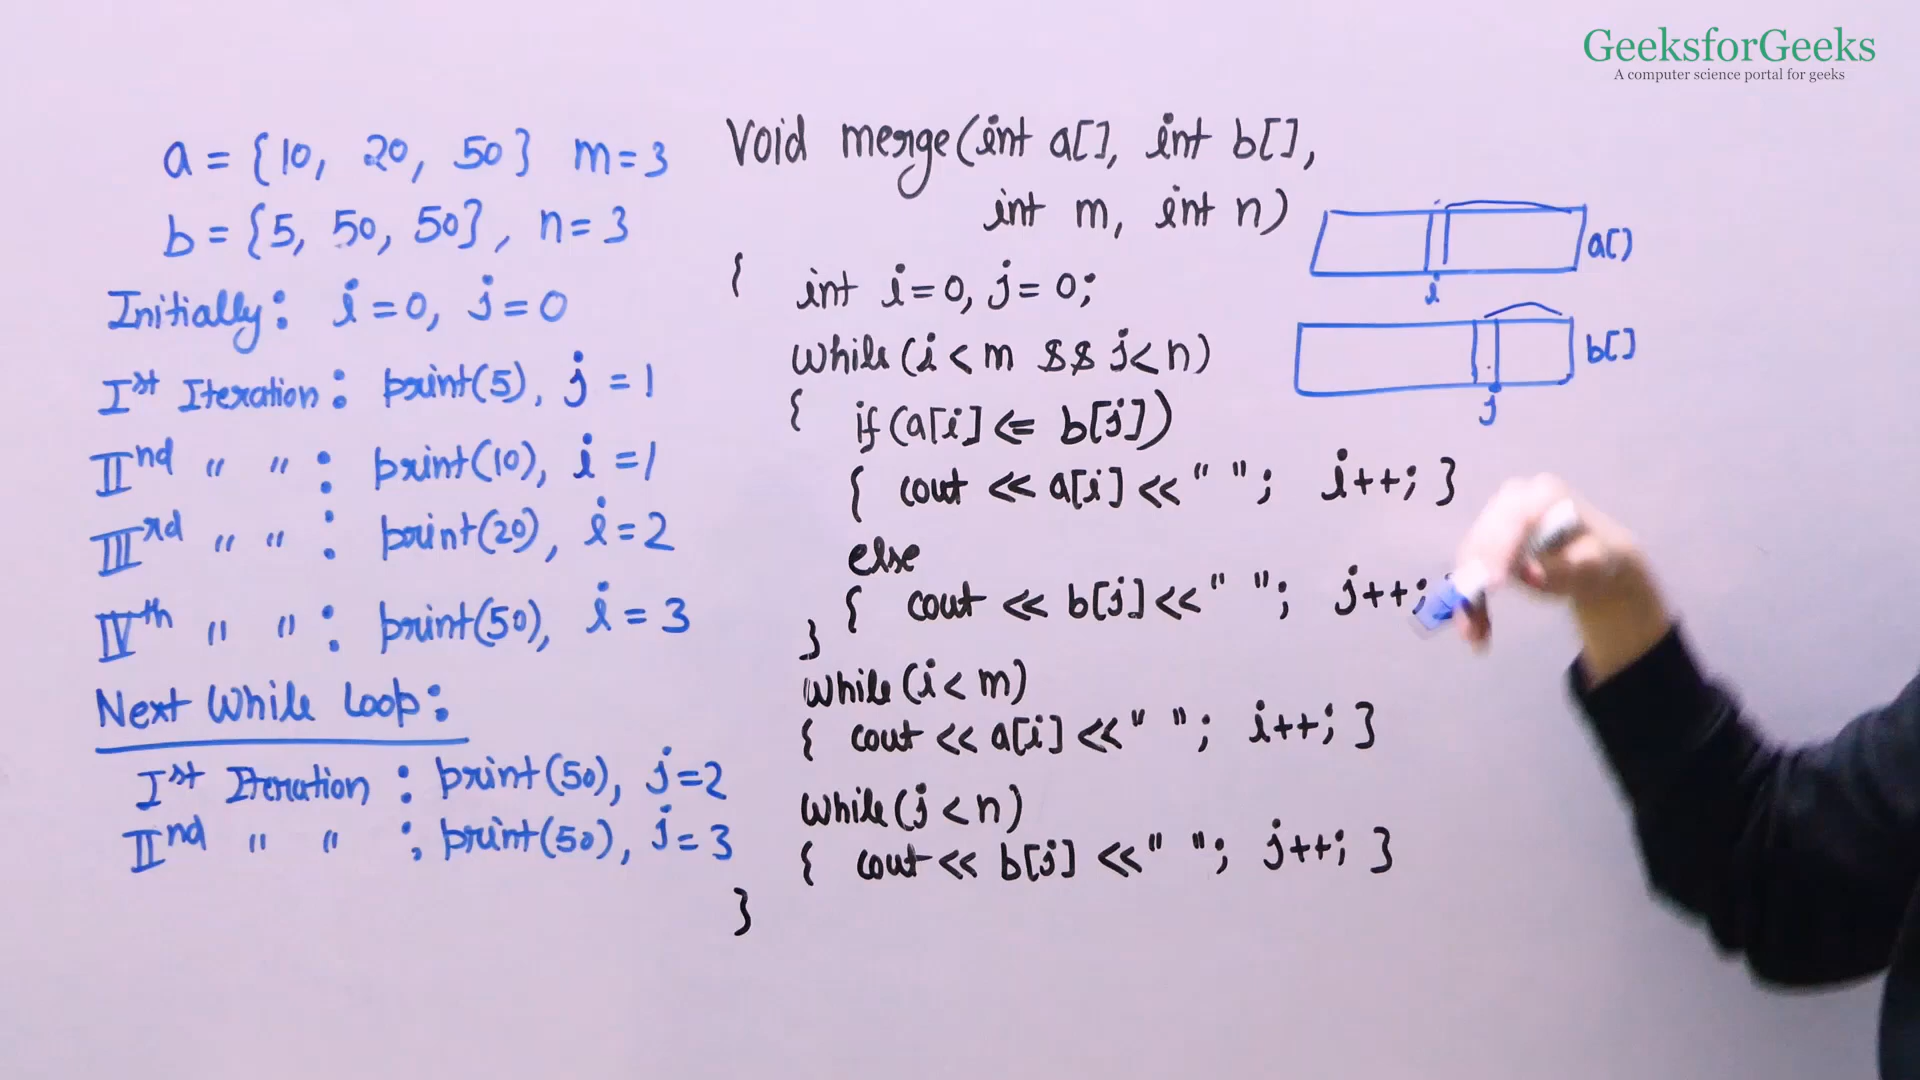 GeeksforGeeks
A computer science portal for geeks
a = {10, 20, 50} m=3
b = {5, 50, 50}, n=3
Initially: i=0, j=0
Ist Iteration: print(5), j=1
IInd " " : print(10), i=1
IIIrd " " : print(20), i=2
IVth " " : print(50), i=3
Next While Loop:
Ist Iteration : print(50), j=2
IInd " " : print(50), j=3
Void merge(int a[], int b[],
int m, int n)
{ int i=0, j=0;
while(i<m && j<n)
{ if(a[i]<= b[j])
{ cout << a[i]<<" "; i++; }
else
{ cout << b[j]<<" "; j++;
}
while(i<m)
{ cout << a[i]<<" "; i++; }
while(j<n)
{ cout << b[j]<<" "; j++; }
}
a[]
i
b[]
j